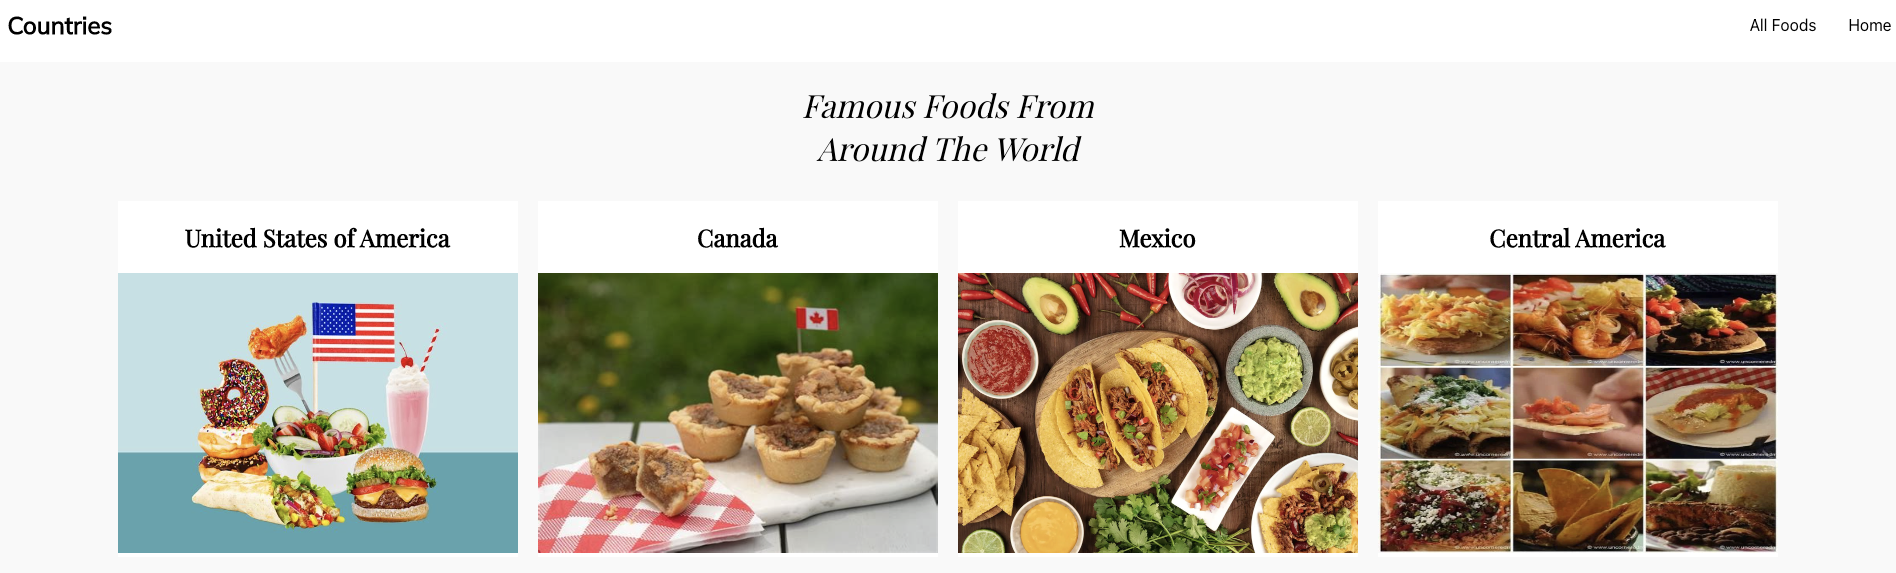 Countries
All Foods
Home
Famous Foods From
Around The World
United States of America
Canada
Mexico
Central America